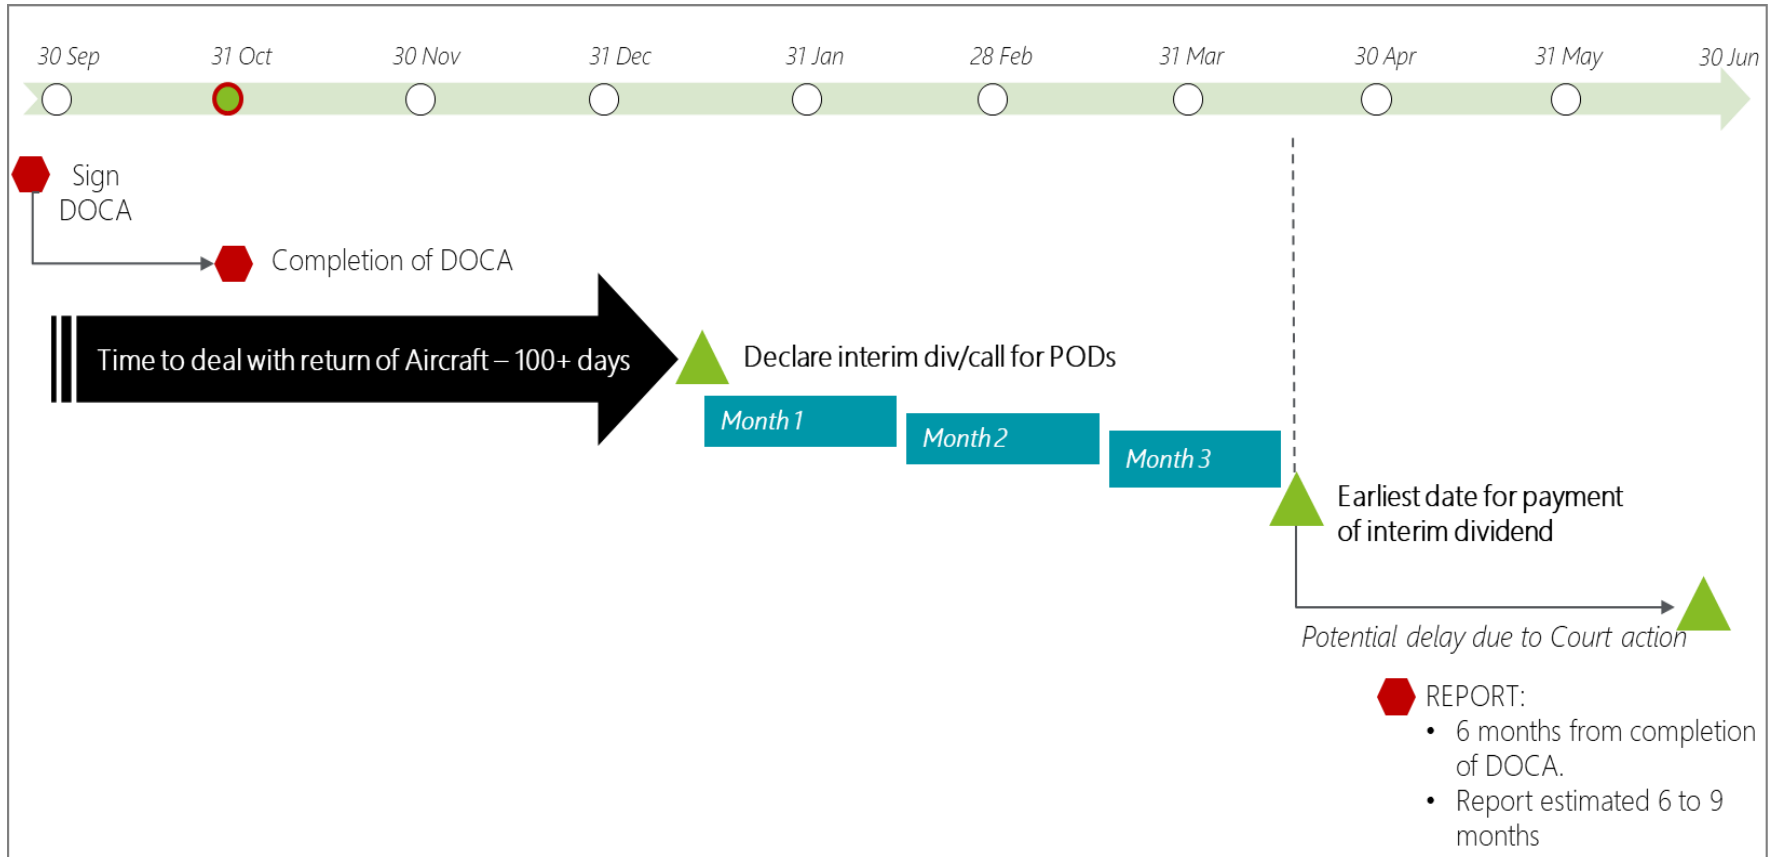 30 Sep 31 Oct 30 Nov 31 Dec 31 Jan 28 Feb 31 Mar 30 Apr 31 May 30 Jun
Sign
DOCA
Completion of DOCA
Time to deal with return of Aircraft – 100+ days
Declare interim div/call for PODs
Month 1
Month 2
Month 3
Earliest date for payment
of interim dividend
Potential delay due to Court action
REPORT:
• 6 months from completion
of DOCA.
• Report estimated 6 to 9
months